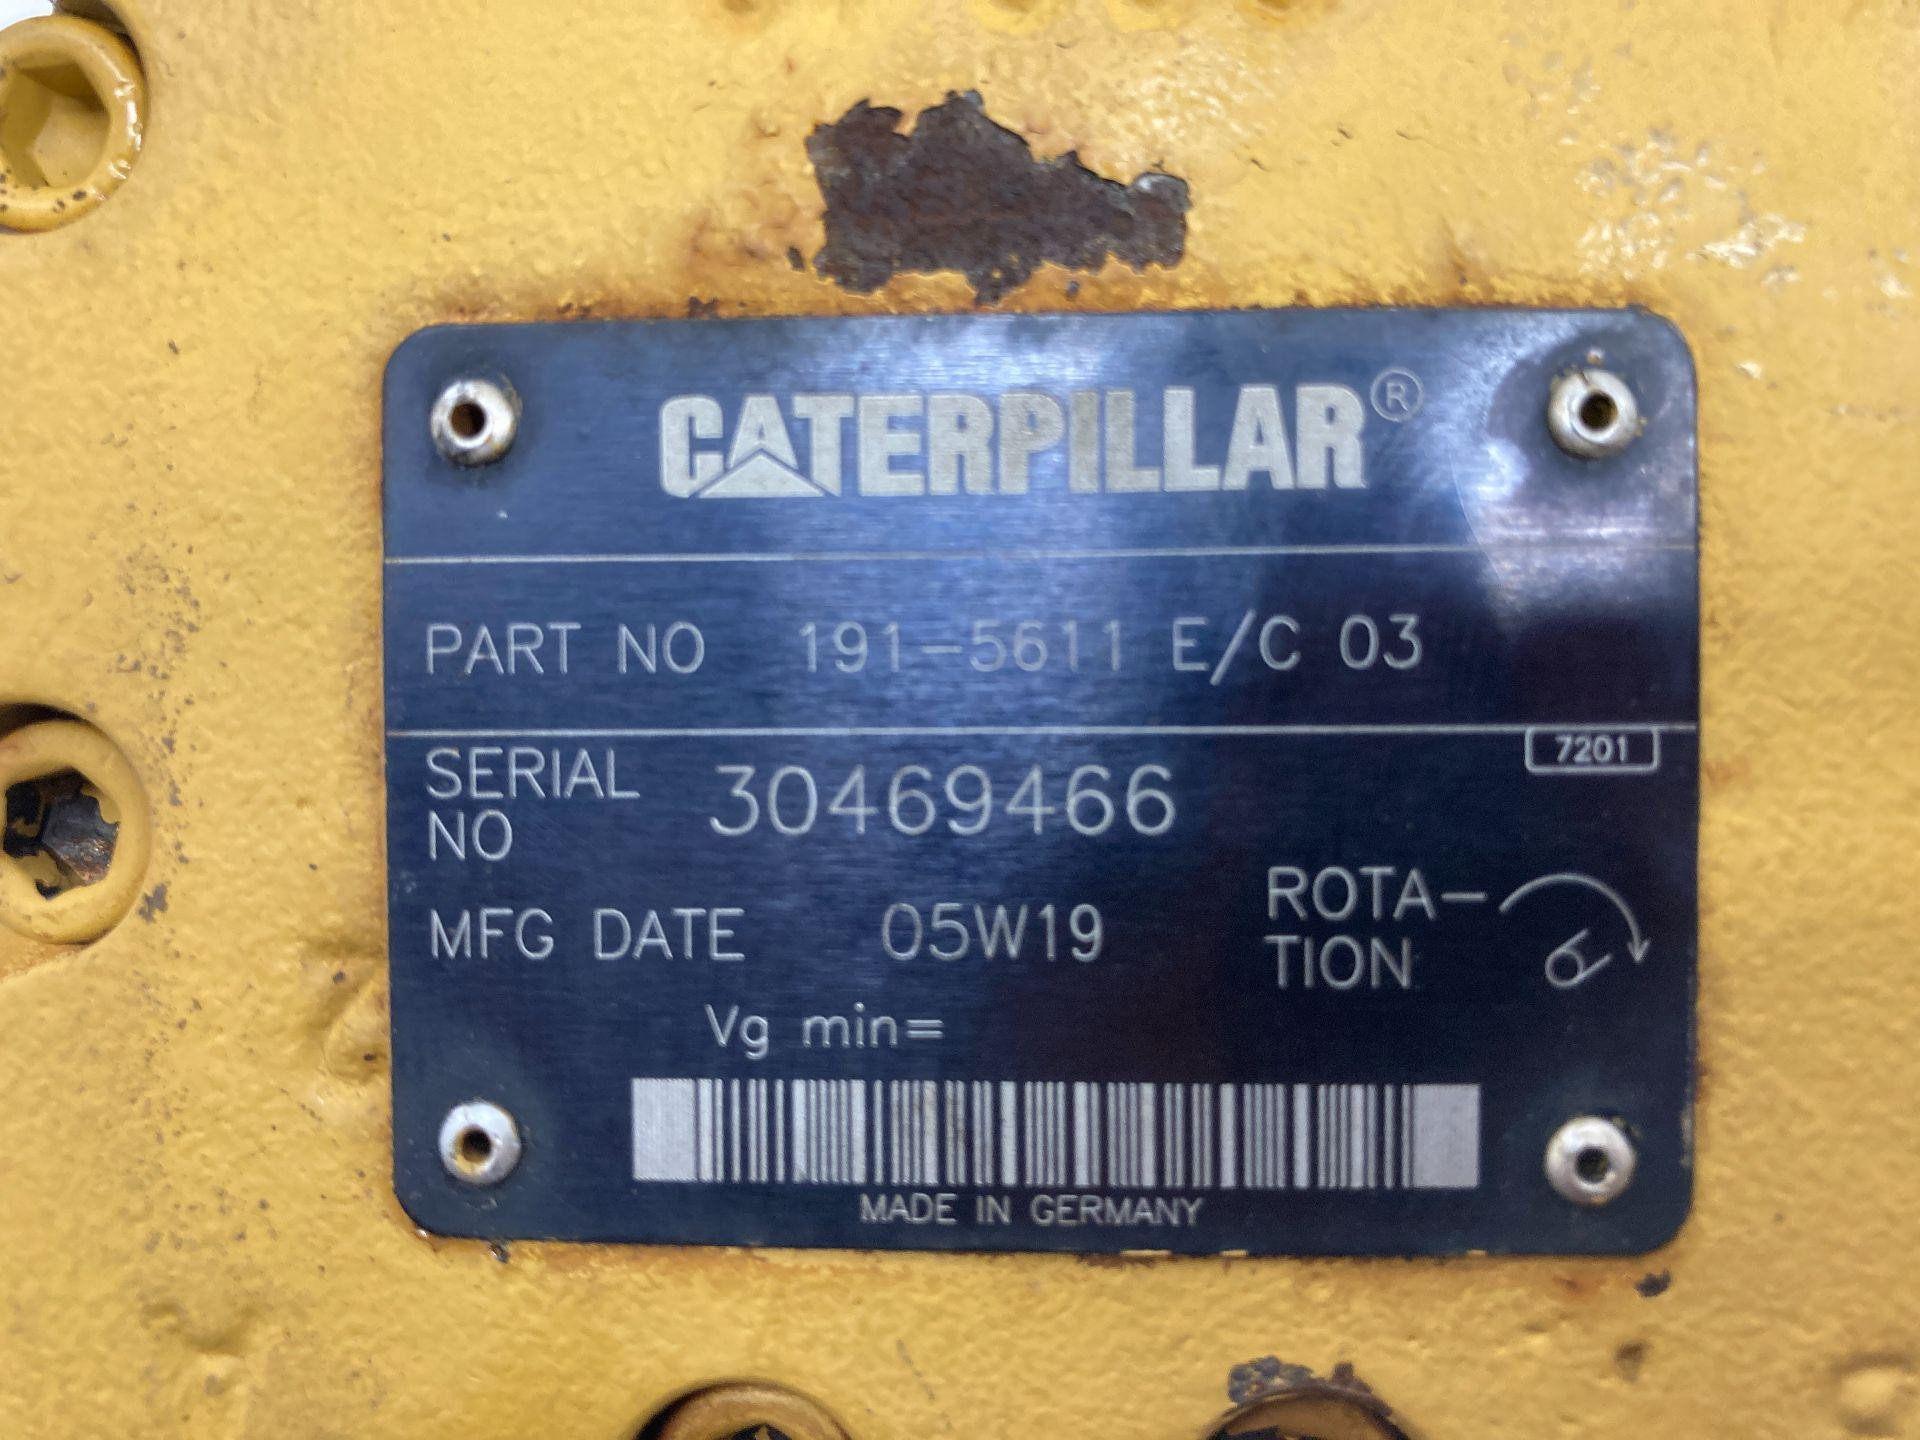 CATERPILLAR®
PART NO 191-5611 E/C 03
7201
SERIAL NO 30469466
MFG DATE 05W19
ROTA-
TION
Vg min=
MADE IN GERMANY